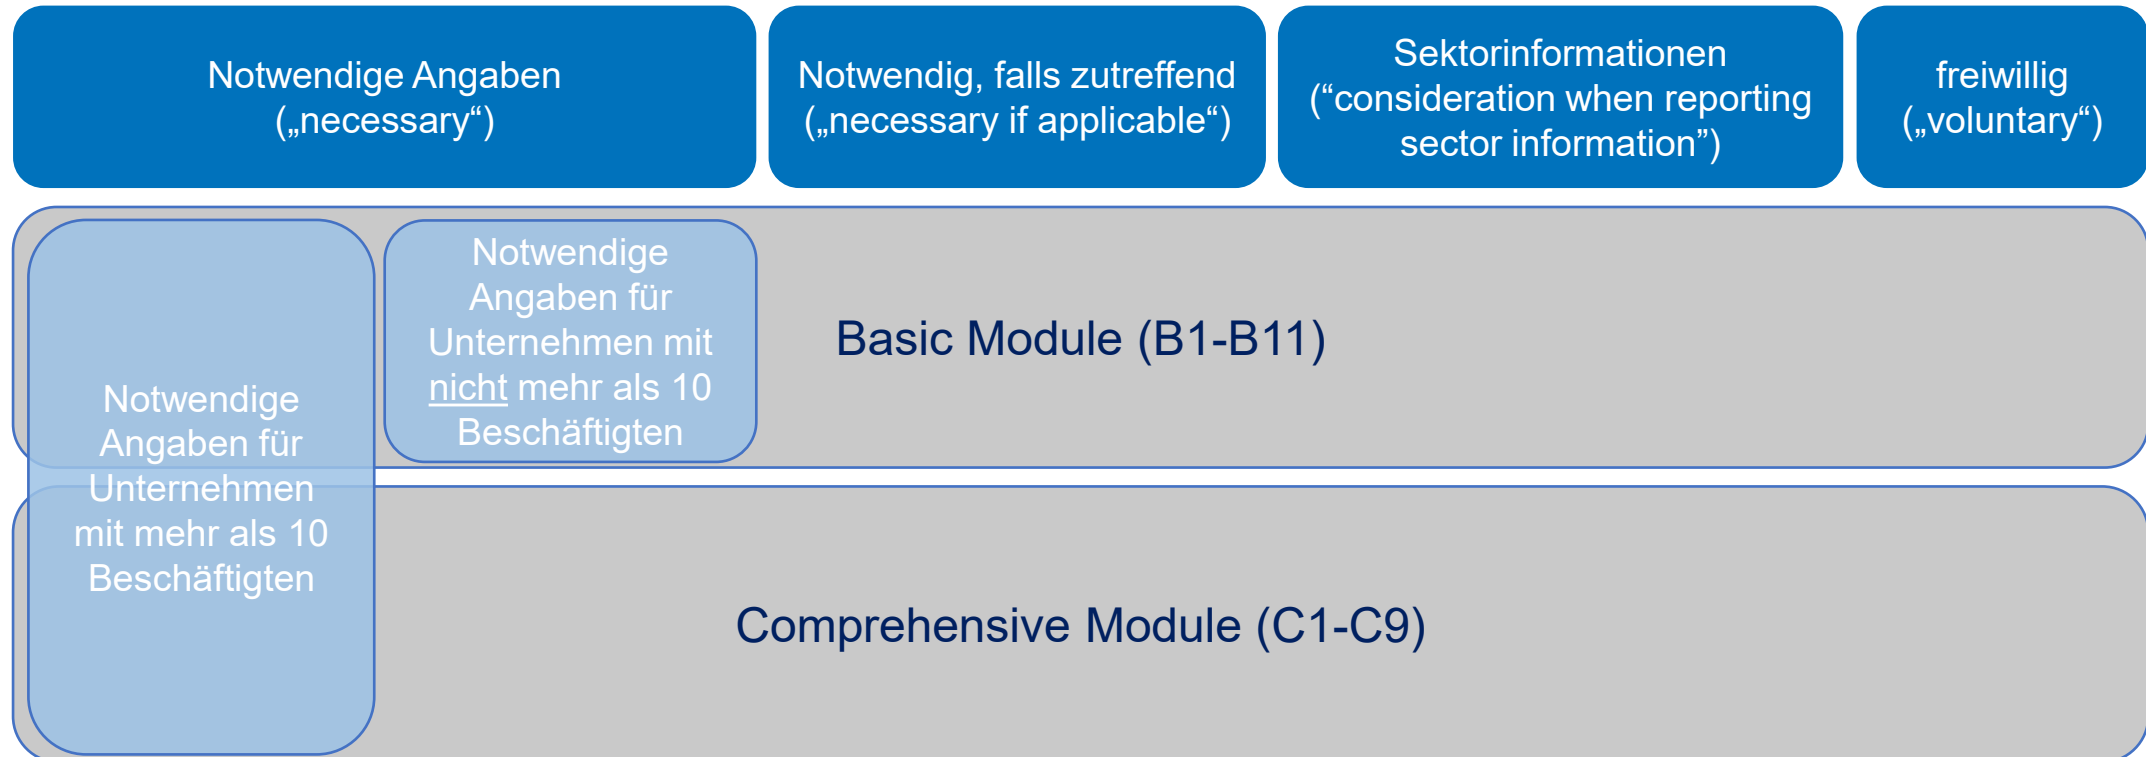 Notwendige Angaben
(„necessary“)
Notwendig, falls zutreffend
(„necessary if applicable“)
Sektorinformationen
(“consideration when reporting
sector information”)
freiwillig
(„voluntary“)
Notwendige
Angaben für
Unternehmen
mit mehr als 10
Beschäftigten
Notwendige
Angaben für
Unternehmen mit
nicht mehr als 10
Beschäftigten
Basic Module (B1-B11)
Comprehensive Module (C1-C9)